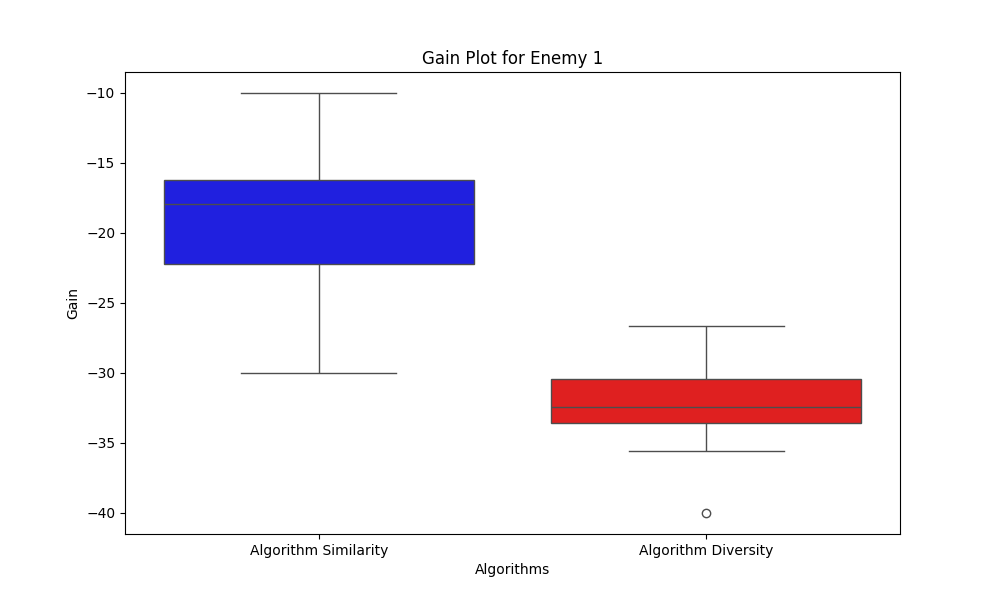 Gain Plot for Enemy 1
Gain
−10
−15
−20
−25
−30
−35
−40
Algorithm Similarity
Algorithm Diversity
Algorithms